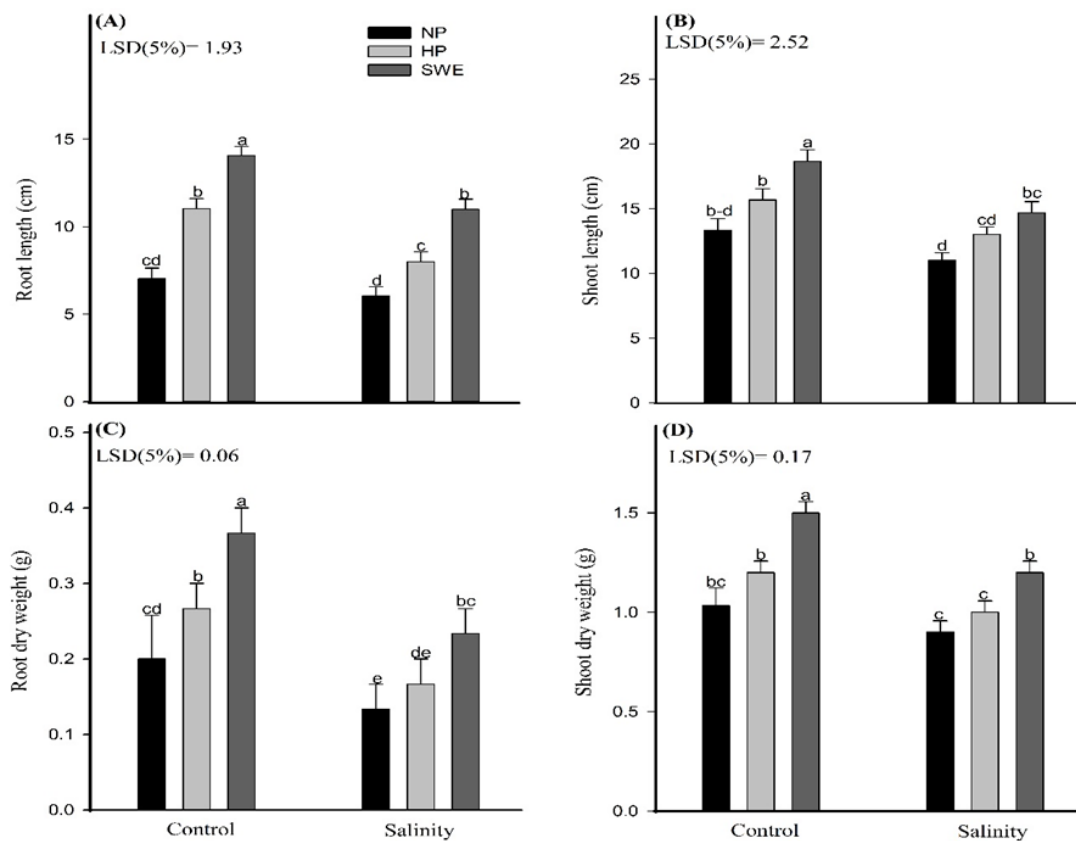 (A)
LSD(5%)= 1.93
NP
HP
SWE
Root length (cm)
15
10
5
0
cd
b
a
d
c
b
(B)
LSD(5%)= 2.52
Shoot length (cm)
25
20
15
10
5
0
b-d
b
a
d
cd
bc
(C)
LSD(5%)= 0.06
Root dry weight (g)
0.5
0.4
0.3
0.2
0.1
0.0
cd
b
a
e
de
bc
Control
Salinity
(D)
LSD(5%)= 0.17
Shoot dry weight (g)
1.5
1.0
0.5
0.0
bc
b
a
c
c
b
Control
Salinity